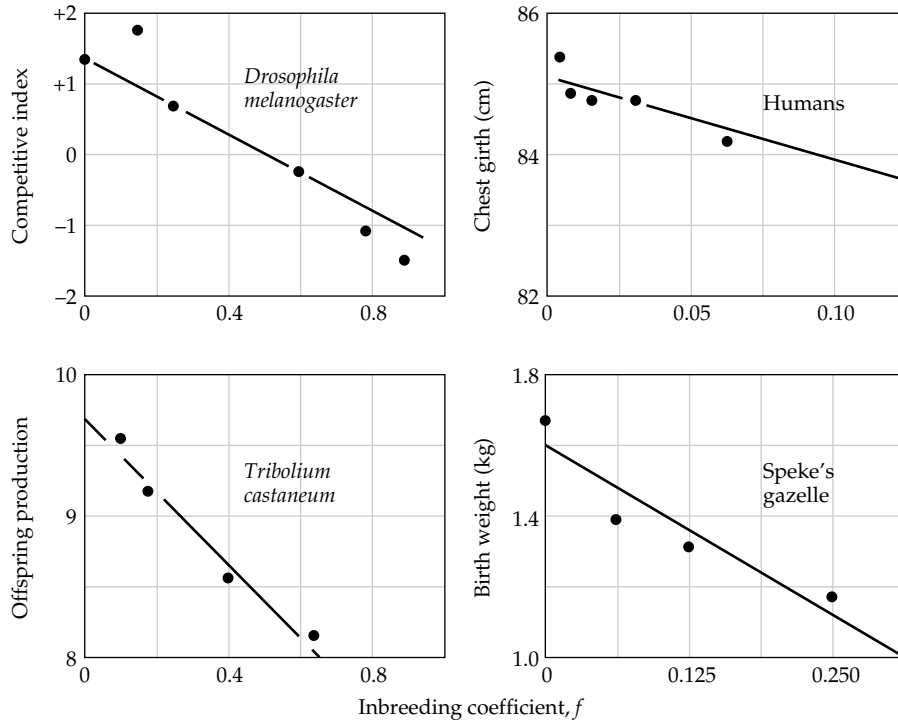 +2
+1
0
−1
−2
Competitive index
Drosophila
melanogaster
0
0.4
0.8
86
84
82
Chest girth (cm)
Humans
0
0.05
0.10
10
9
8
Offspring production
Tribolium
castaneum
0
0.4
0.8
1.8
1.4
1.0
Birth weight (kg)
Speke’s
gazelle
0
0.125
0.250
Inbreeding coefficient, f